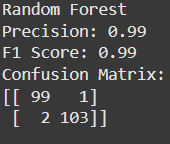 Random Forest
Precision: 0.99
F1 Score: 0.99
Confusion Matrix:
[[ 99   1]
 [  2 103]]